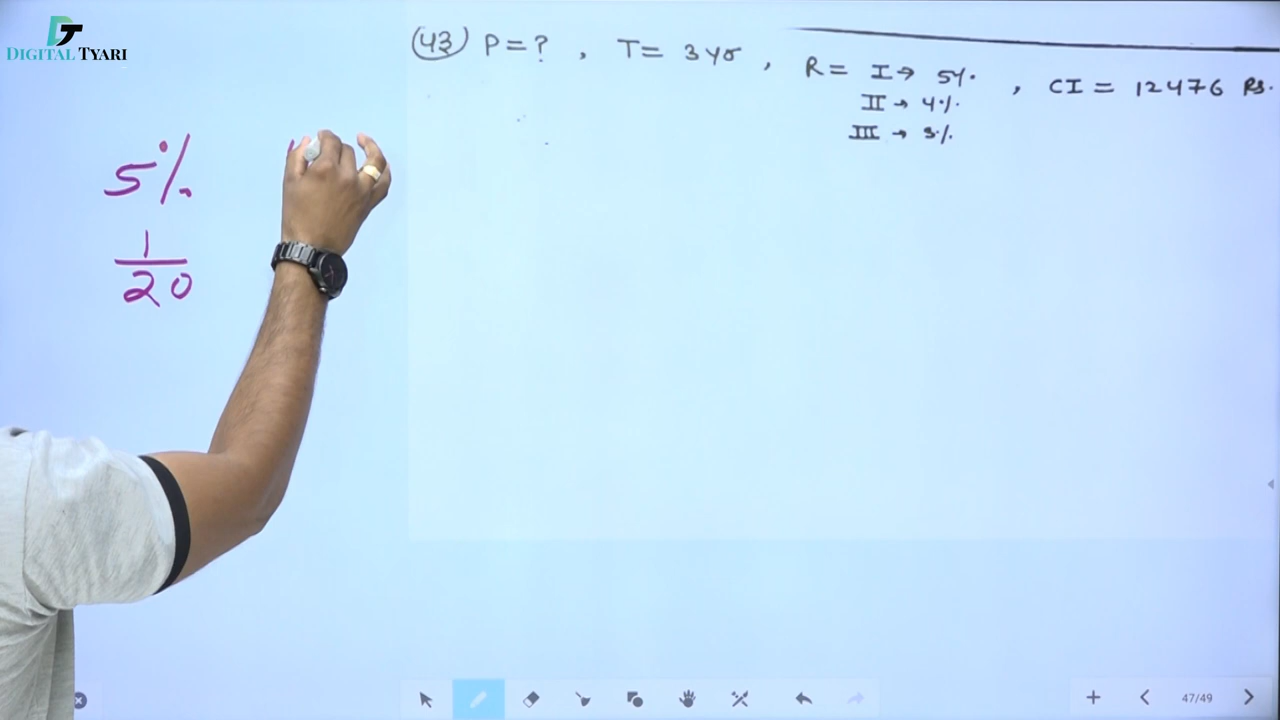 DIGITAL TYARI
(43) P = ? , T = 3 yr , R = I → 5% , CI = 12476 Rs.
II → 4%
III → 3%
5%
1/20
47/49